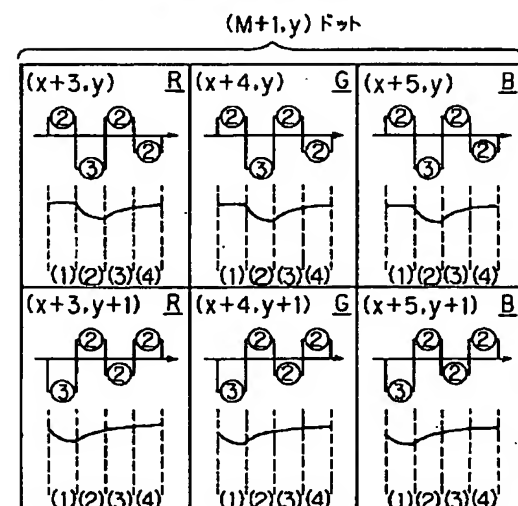 (M+1,y) ドット
(x+3,y) R (x+4,y) G (x+5,y) B
② ② ② ② ② ②
③ ② ③ ② ③ ②
(1)(2)(3)(4) (1)(2)(3)(4) (1)(2)(3)(4)
(x+3,y+1) R (x+4,y+1) G (x+5,y+1) B
② ② ② ② ② ②
③ ② ③ ② ③ ②
(1)(2)(3)(4) (1)(2)(3)(4) (1)(2)(3)(4)